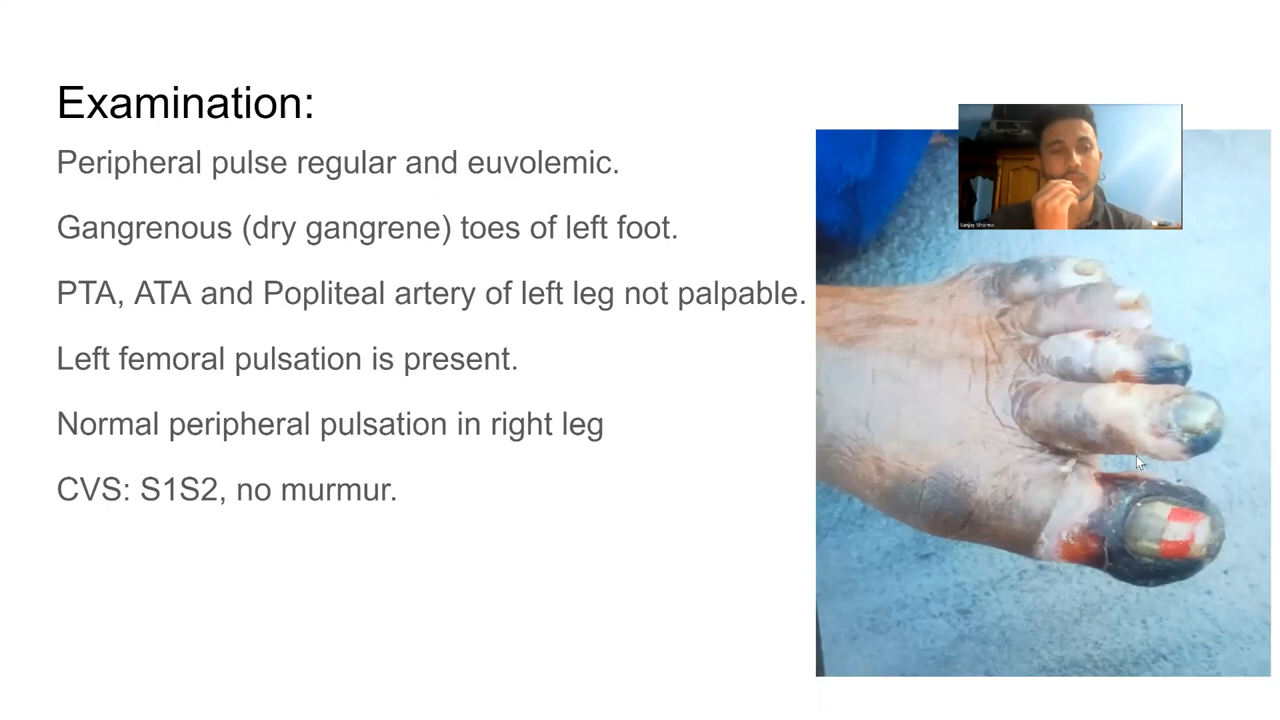 Examination:
Peripheral pulse regular and euvolemic.
Gangrenous (dry gangrene) toes of left foot.
PTA, ATA and Popliteal artery of left leg not palpable.
Left femoral pulsation is present.
Normal peripheral pulsation in right leg
CVS: S1S2, no murmur.
Sanjay Sharma